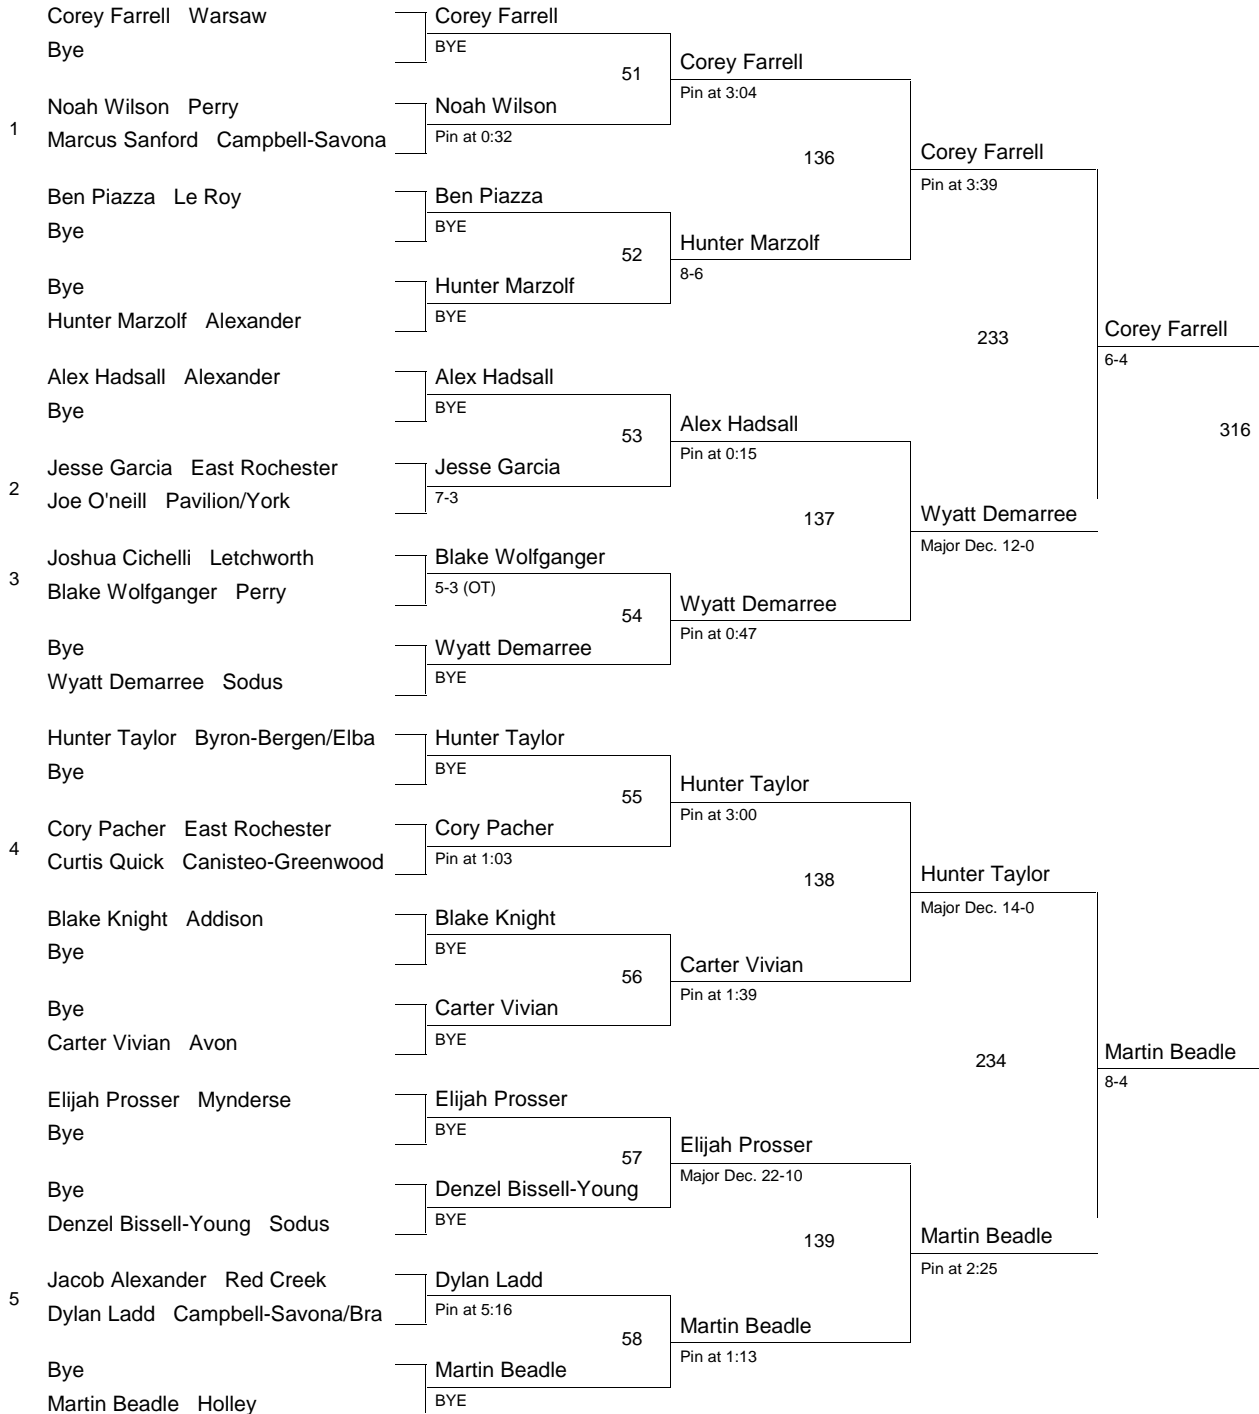 Corey Farrell Warsaw
Corey Farrell
Bye
BYE
Corey Farrell
51
Pin at 3:04
Noah Wilson Perry
Noah Wilson
1
Marcus Sanford Campbell-Savona
Pin at 0:32
136
Corey Farrell
Pin at 3:39
Ben Piazza Le Roy
Ben Piazza
Bye
BYE
Hunter Marzolf
52
8-6
Bye
Hunter Marzolf
Hunter Marzolf Alexander
BYE
Corey Farrell
233
6-4
Alex Hadsall Alexander
Alex Hadsall
Bye
BYE
Alex Hadsall
53
316
Pin at 0:15
Jesse Garcia East Rochester
Jesse Garcia
2
Joe O'neill Pavilion/York
7-3
137
Wyatt Demarree
Major Dec. 12-0
Joshua Cichelli Letchworth
Blake Wolfganger
3
Blake Wolfganger Perry
5-3 (OT)
Wyatt Demarree
54
Pin at 0:47
Bye
Wyatt Demarree
Wyatt Demarree Sodus
BYE
Hunter Taylor Byron-Bergen/Elba
Hunter Taylor
Bye
BYE
Hunter Taylor
55
Pin at 3:00
Cory Pacher East Rochester
Cory Pacher
4
Curtis Quick Canisteo-Greenwood
Pin at 1:03
138
Hunter Taylor
Major Dec. 14-0
Blake Knight Addison
Blake Knight
Bye
BYE
Carter Vivian
56
Pin at 1:39
Bye
Carter Vivian
Carter Vivian Avon
BYE
Martin Beadle
234
8-4
Elijah Prosser Mynderse
Elijah Prosser
Bye
BYE
Elijah Prosser
57
Major Dec. 22-10
Bye
Denzel Bissell-Young
Denzel Bissell-Young Sodus
BYE
139
Martin Beadle
Pin at 2:25
Jacob Alexander Red Creek
Dylan Ladd
5
Dylan Ladd Campbell-Savona/Bra
Pin at 5:16
Martin Beadle
58
Pin at 1:13
Bye
Martin Beadle
Martin Beadle Holley
BYE